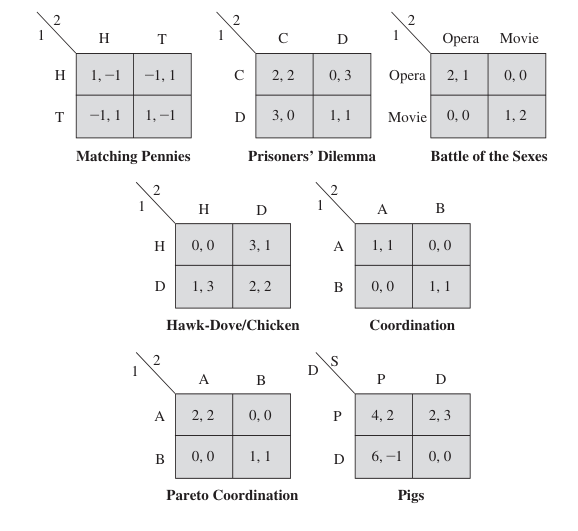 2 2 2
1 H T 1 C D 1 Opera Movie
H 1, −1 −1, 1 C 2, 2 0, 3 Opera 2, 1 0, 0
T −1, 1 1, −1 D 3, 0 1, 1 Movie 0, 0 1, 2
Matching Pennies Prisoners’ Dilemma Battle of the Sexes
2 2
1 H D 1 A B
H 0, 0 3, 1 A 1, 1 0, 0
D 1, 3 2, 2 B 0, 0 1, 1
Hawk-Dove/Chicken Coordination
2 S
1 A B D P D
A 2, 2 0, 0 P 4, 2 2, 3
B 0, 0 1, 1 D 6, −1 0, 0
Pareto Coordination Pigs